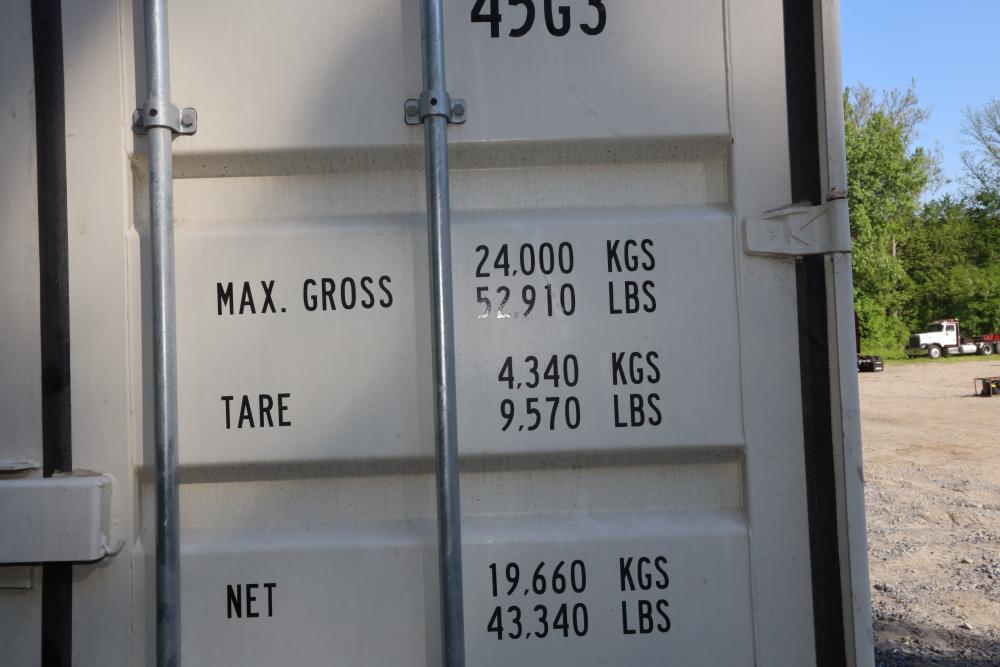 45G3
MAX. GROSS 24,000 KGS
52,910 LBS
TARE 4,340 KGS
9,570 LBS
NET 19,660 KGS
43,340 LBS